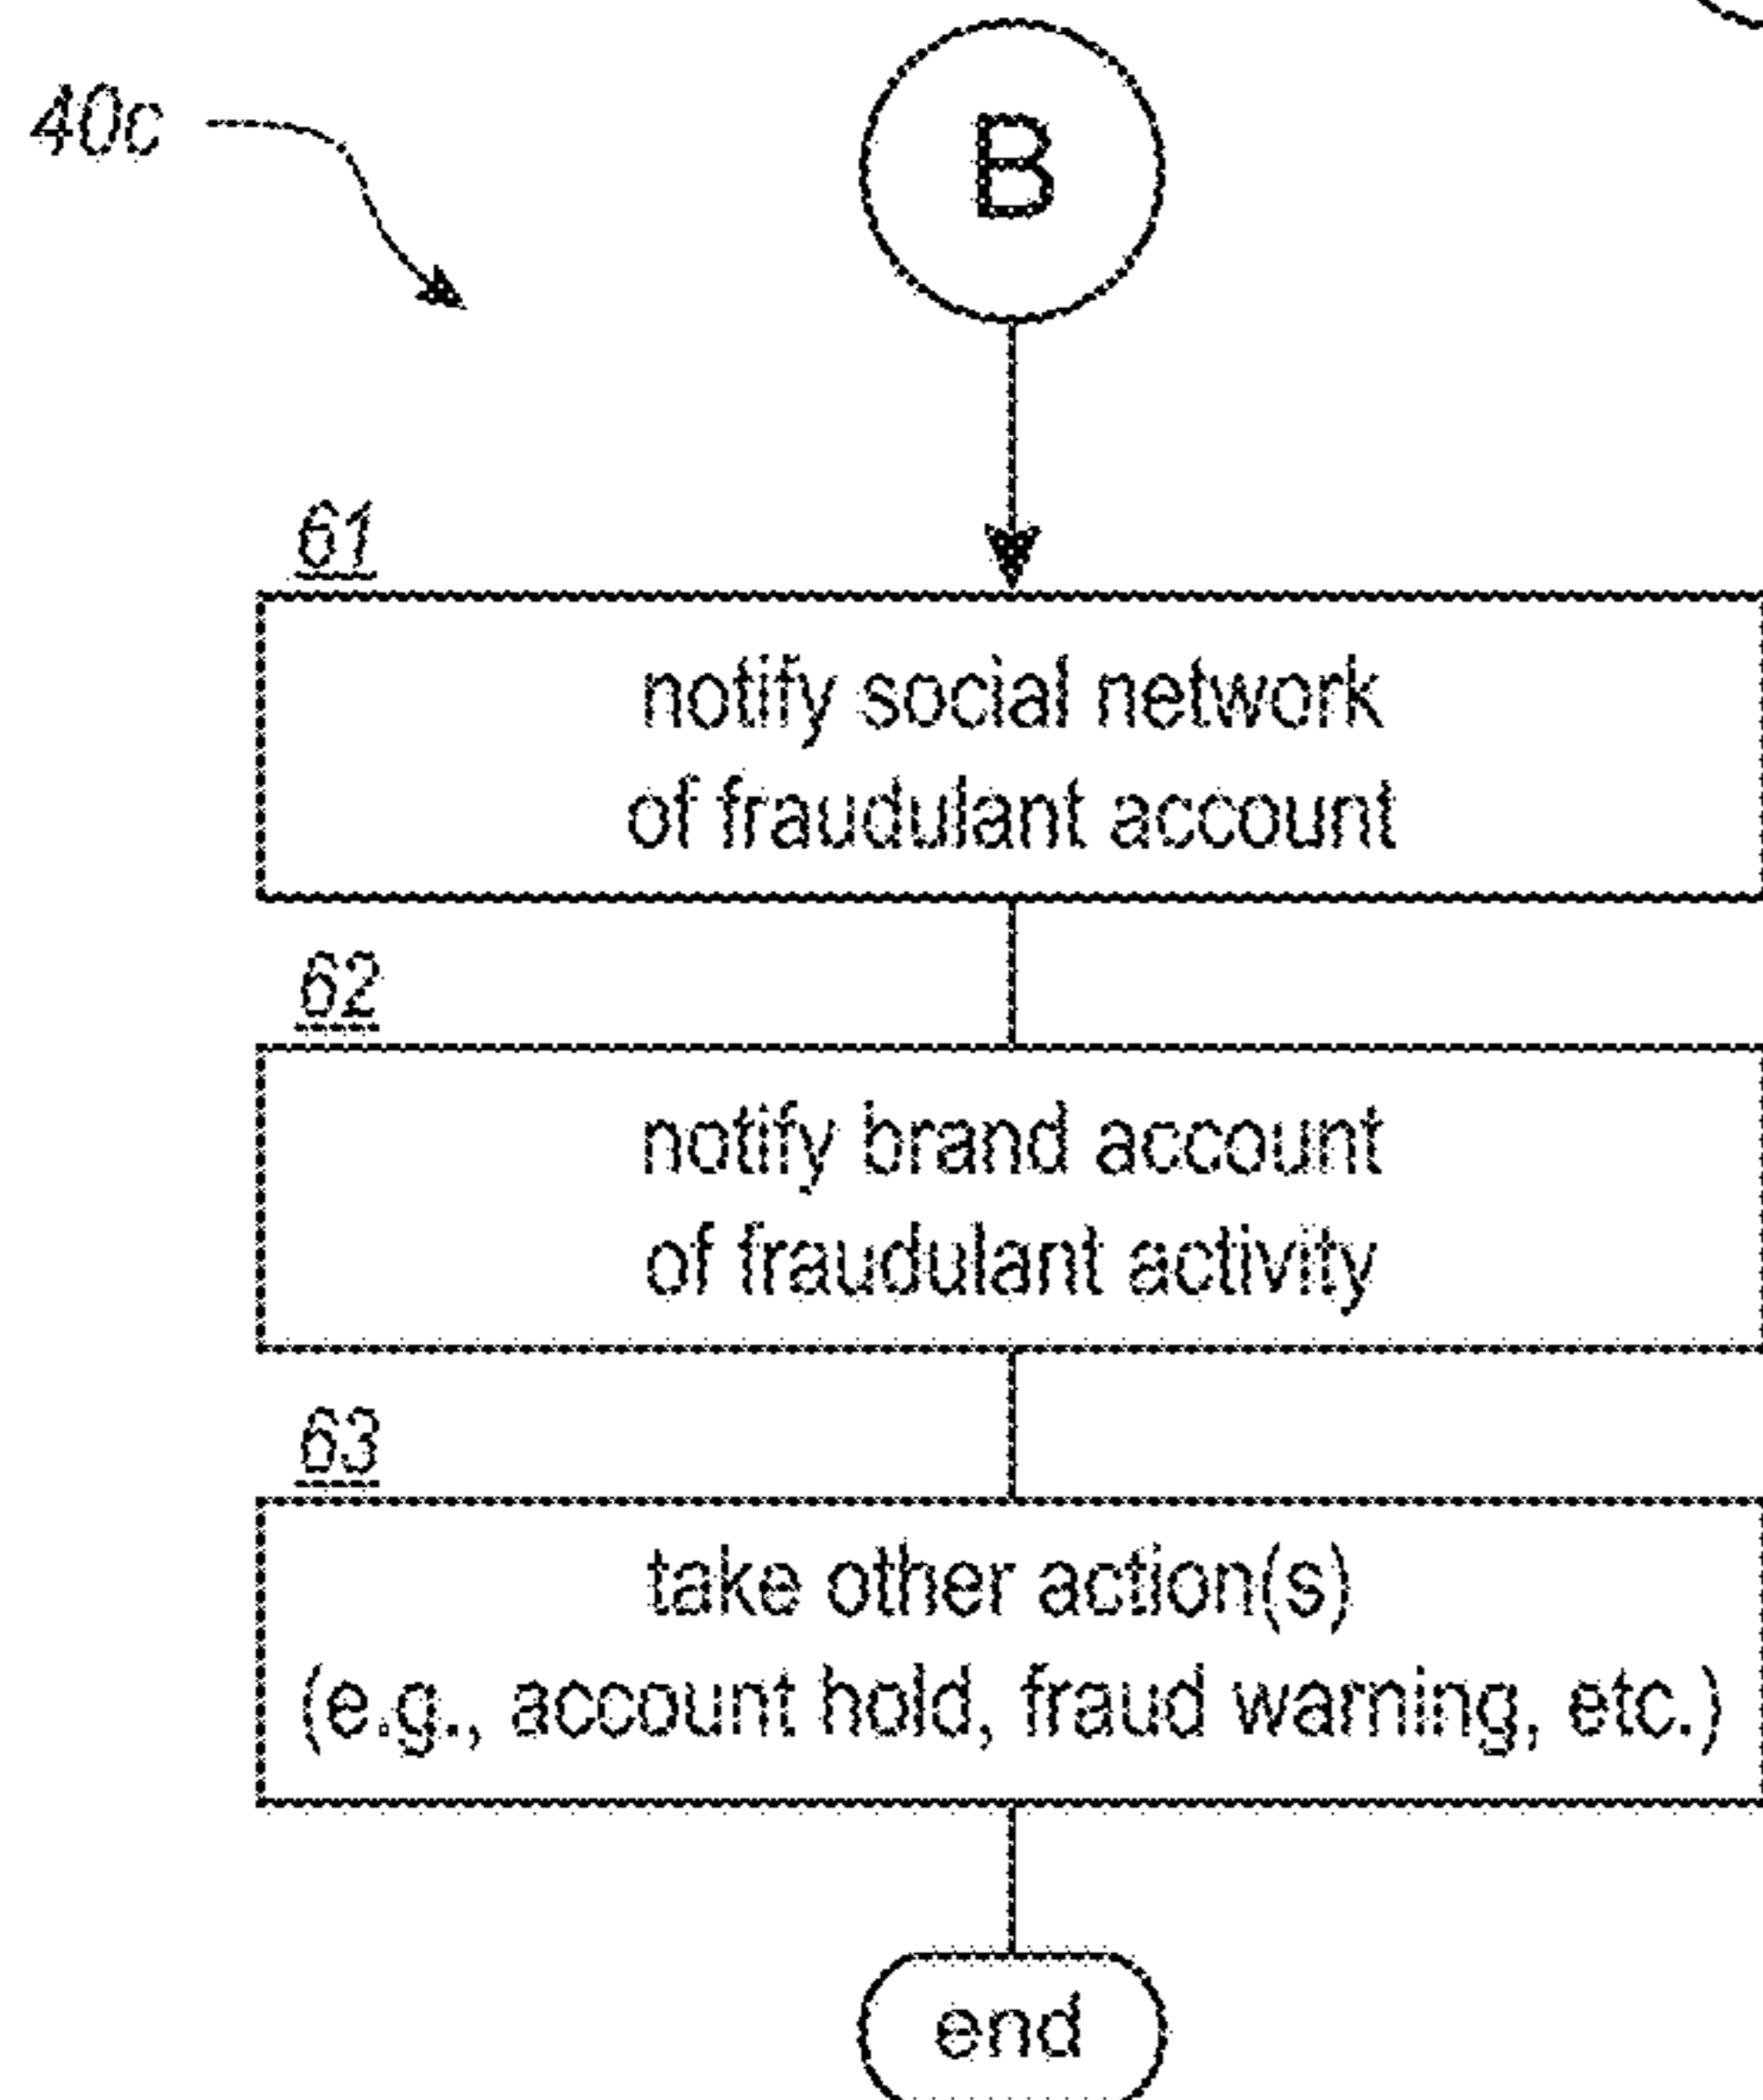 40c
B
61
notify social network
of fraudulant account
62
notify brand account
of fraudulant activity
63
take other action(s)
(e.g., account hold, fraud warning, etc.)
end